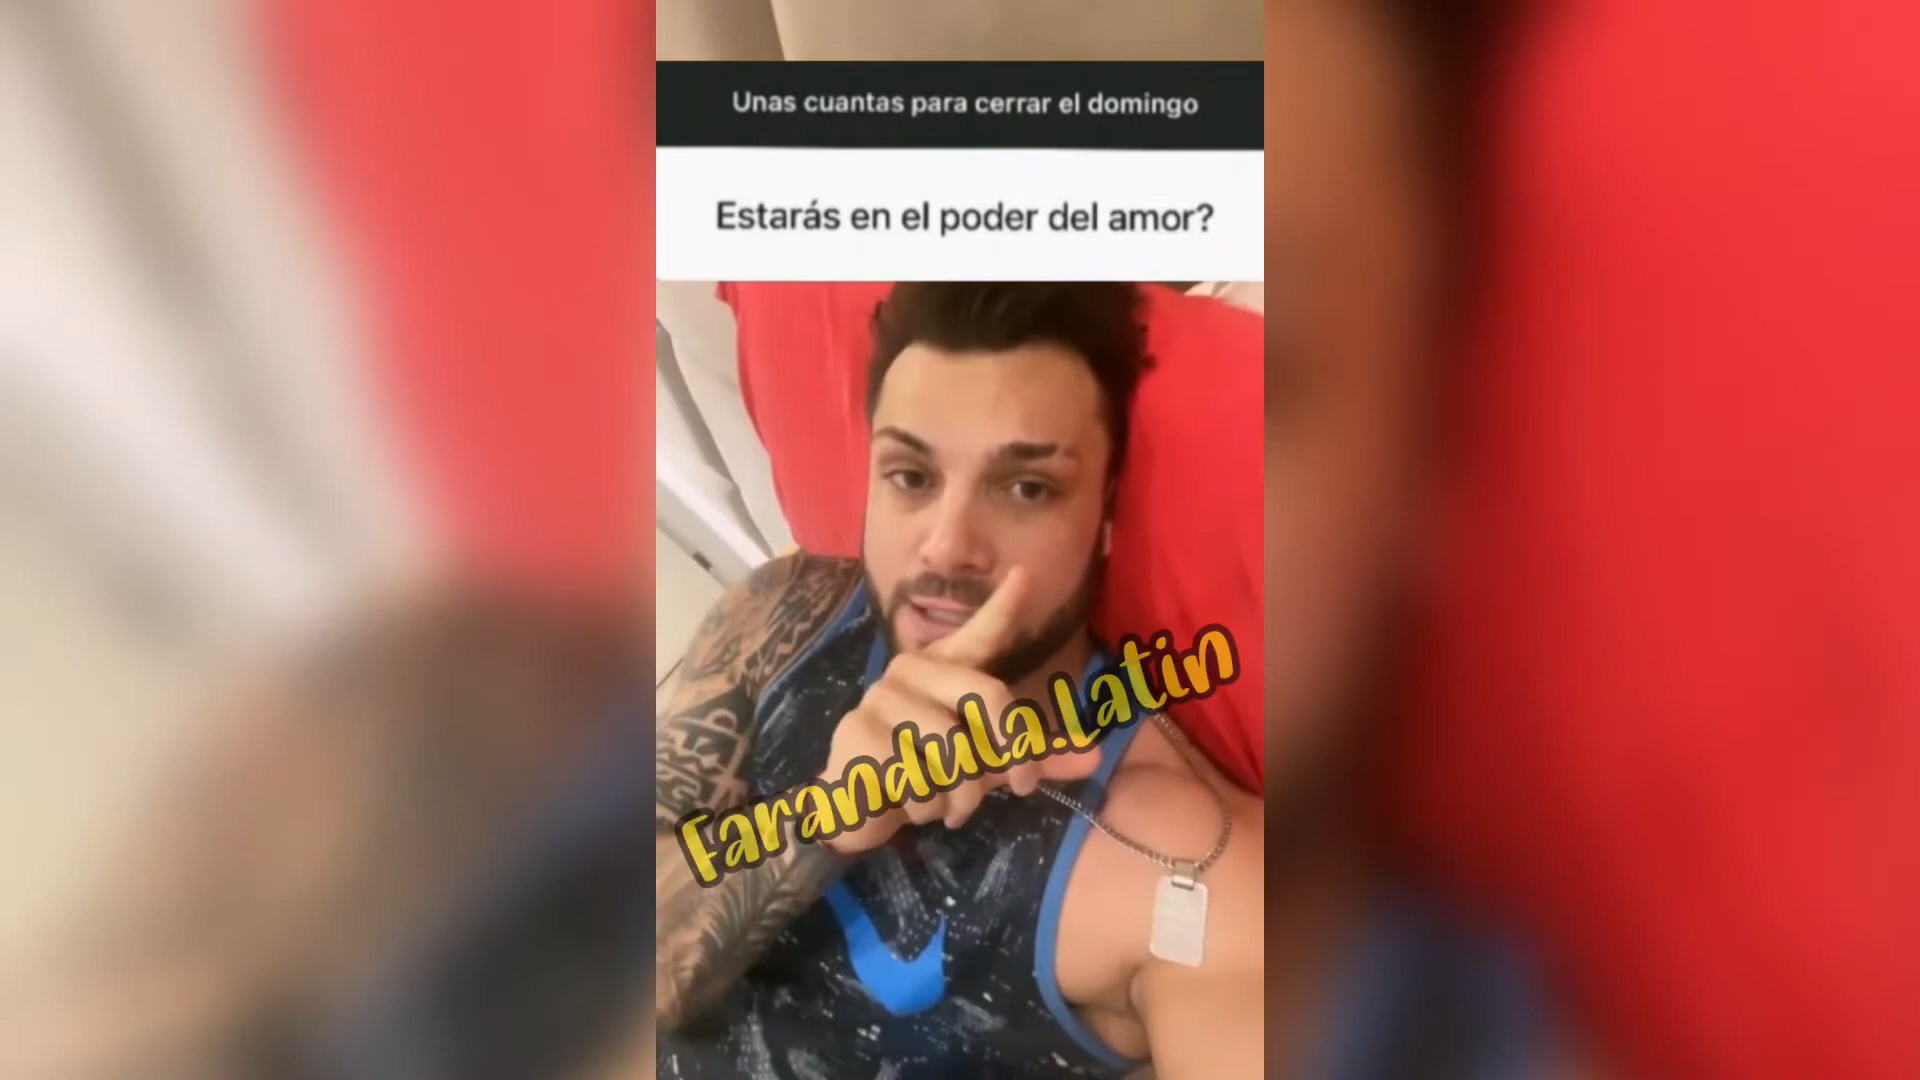 Unas cuantas para cerrar el domingo
Estarás en el poder del amor?
Farandula.Latin